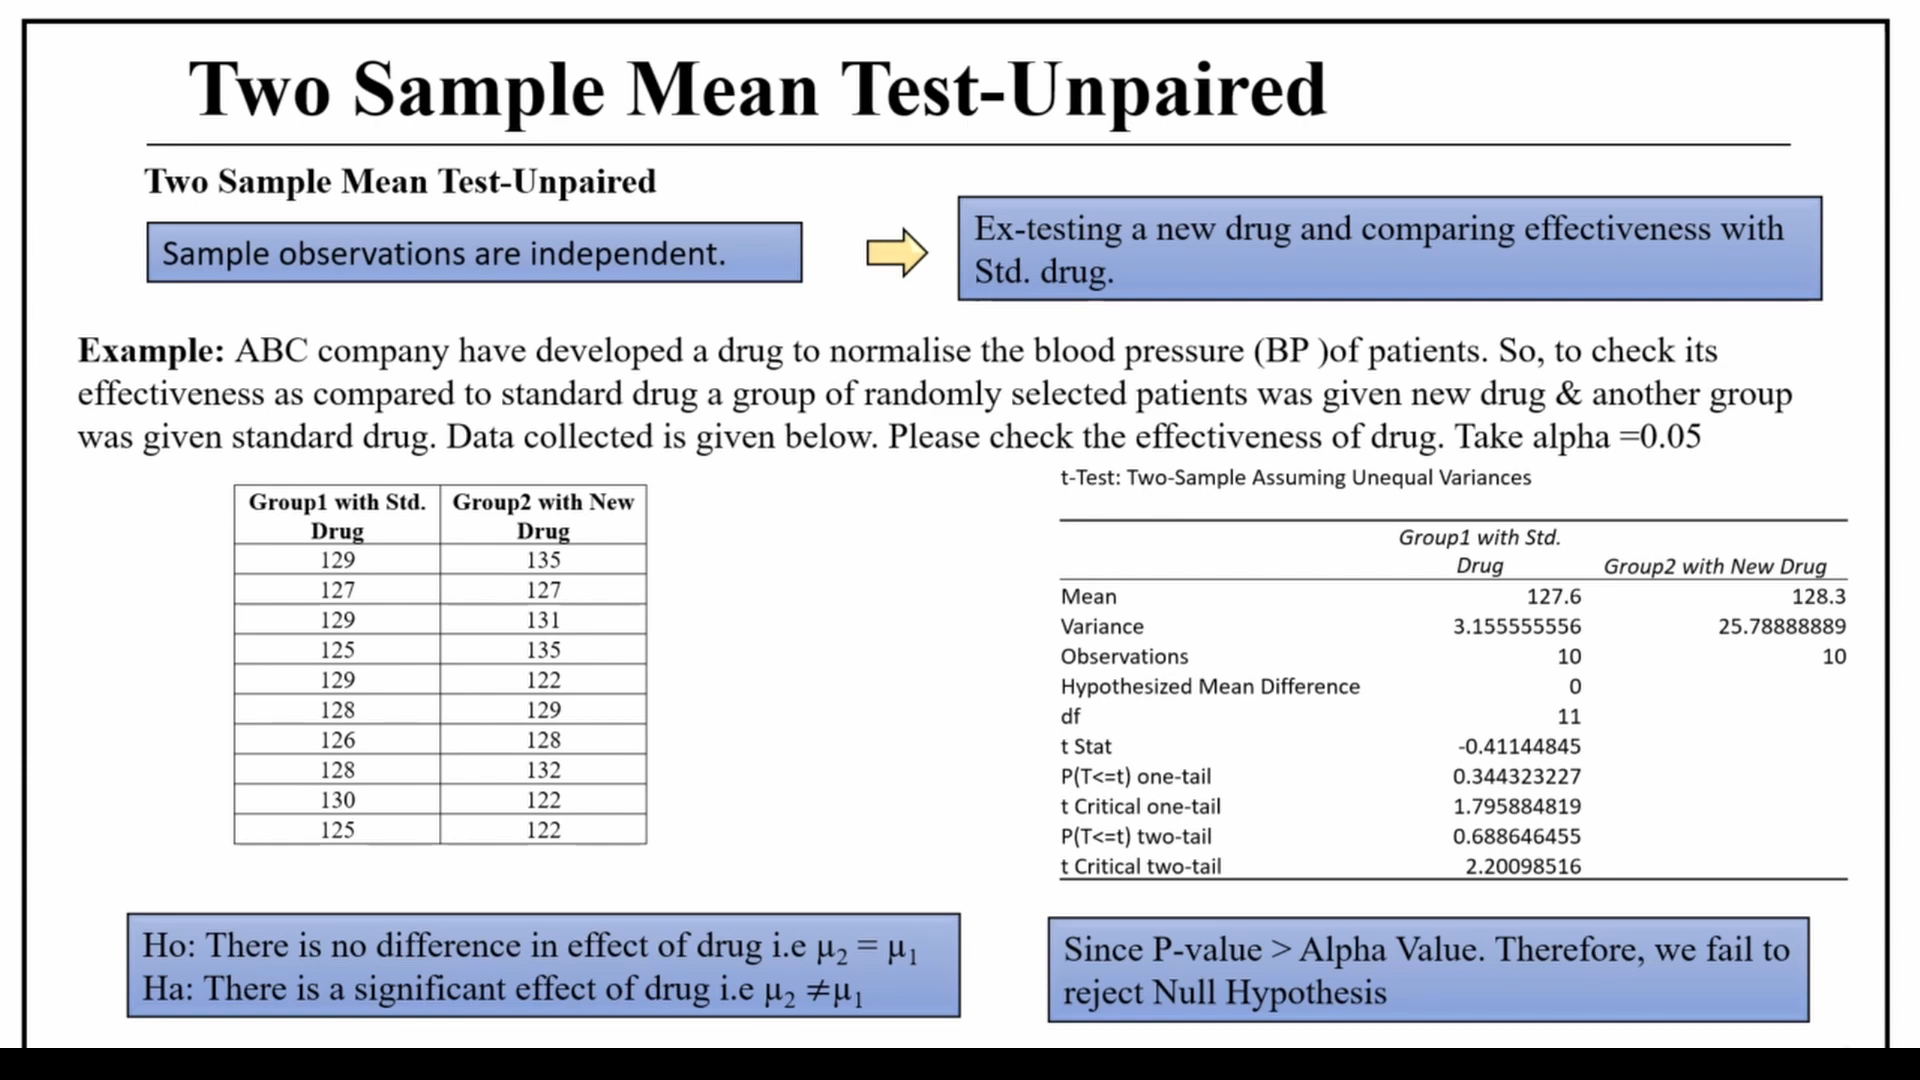 Two Sample Mean Test-Unpaired
Two Sample Mean Test-Unpaired
Sample observations are independent.
Ex-testing a new drug and comparing effectiveness with
Std. drug.
Example: ABC company have developed a drug to normalise the blood pressure (BP )of patients. So, to check its
effectiveness as compared to standard drug a group of randomly selected patients was given new drug & another group
was given standard drug. Data collected is given below. Please check the effectiveness of drug. Take alpha =0.05
Group1 with Std. Group2 with New
Drug Drug
129 135
127 127
129 131
125 135
129 122
128 129
126 128
128 132
130 122
125 122
t-Test: Two-Sample Assuming Unequal Variances
Group1 with Std.
Drug Group2 with New Drug
Mean 127.6 128.3
Variance 3.155555556 25.78888889
Observations 10 10
Hypothesized Mean Difference 0
df 11
t Stat -0.41144845
P(T<=t) one-tail 0.344323227
t Critical one-tail 1.795884819
P(T<=t) two-tail 0.688646455
t Critical two-tail 2.20098516
Ho: There is no difference in effect of drug i.e μ₂ = μ₁
Ha: There is a significant effect of drug i.e μ₂ ≠μ₁
Since P-value > Alpha Value. Therefore, we fail to
reject Null Hypothesis